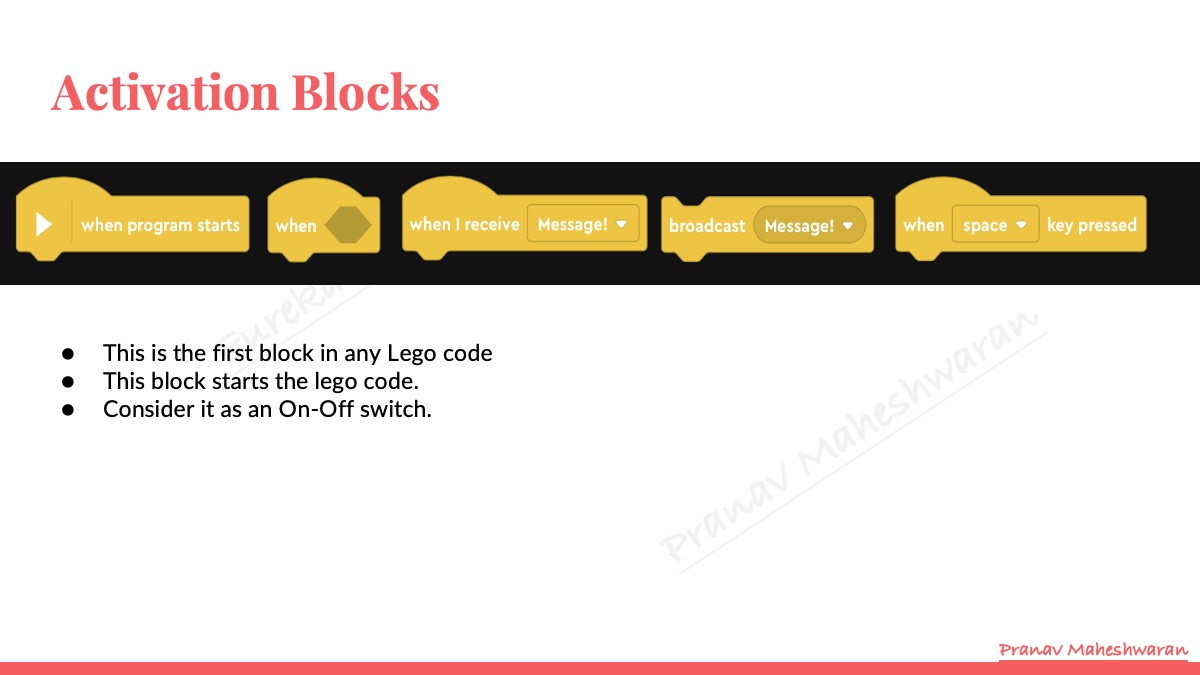 Activation Blocks
when program starts
when
when I receive Message!
broadcast Message!
when space key pressed
Eureka
● This is the first block in any Lego code
● This block starts the lego code.
● Consider it as an On-Off switch.
Pranav Maheshwaran
Pranav Maheshwaran